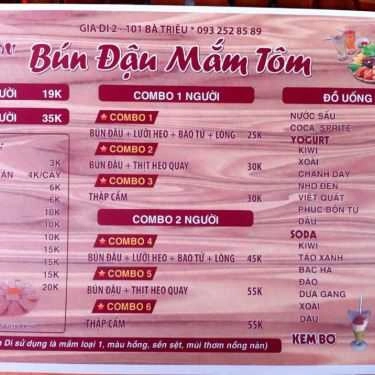 GIA DI 2 - 101 BÀ TRIỆU * 093 252 85 89
Bún Đậu Mắm Tôm
19K
35K
3K
4K/CÂY
6K
6K
10K
10K
10K
15K
15K
15K
20K
COMBO 1 NGƯỜI
COMBO 1
BÚN ĐẬU + LƯỠI HEO + BAO TỬ + LÒNG 25K
COMBO 2
BÚN ĐẬU + THỊT HEO QUAY 30K
COMBO 3
THẬP CẨM 30K
COMBO 2 NGƯỜI
COMBO 4
BÚN ĐẬU + LƯỠI HEO + BAO TỬ + LÒNG 45K
COMBO 5
BÚN ĐẬU + THỊT HEO QUAY 55K
COMBO 6
THẬP CẨM 55K
ĐỒ UỐNG
NƯỚC SẤU
COCA, SPRITE
YOGURT
KIWI
XOÀI
CHANH DÂY
NHO ĐEN
VIỆT QUẤT
PHÚC BỒN TỬ
DÂU
SODA
KIWI
TÁO XANH
BẠC HÀ
ĐÀO
DƯA GANG
XOÀI
DÂU
KEM BƠ
Di sử dụng là mắm loại 1, màu hồng, sền sệt, mùi thơm nồng nàn)